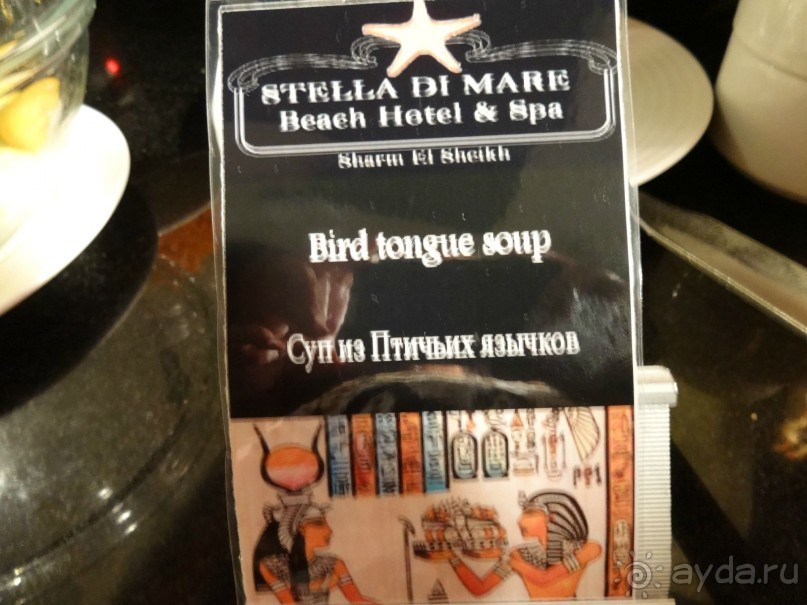 STELLA DI MARE
Beach Hotel & Spa
Sharm El Sheikh
Bird tongue soup
Суп из Птичьих язычков
ayda.ru